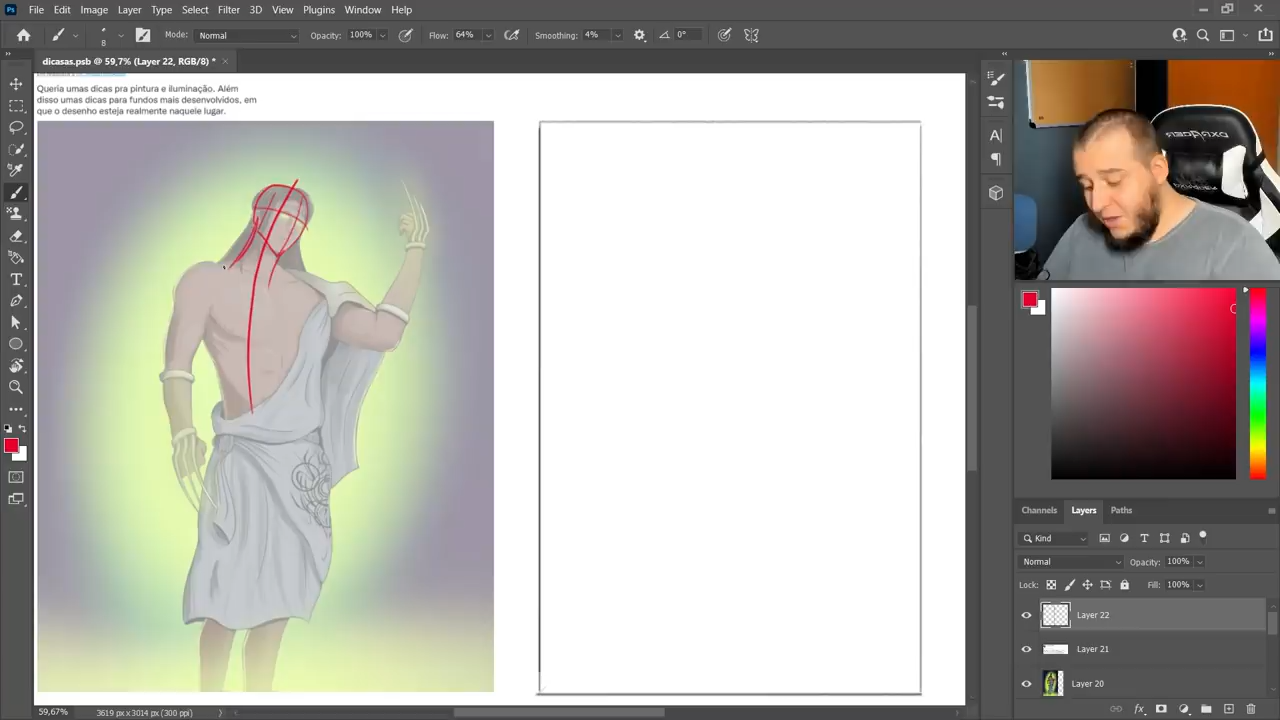 File Edit Image Layer Type Select Filter 3D View Plugins Window Help
8 Mode: Normal Opacity: 100% Flow: 64% Smoothing: 4% 0°
dicasas.psb @ 59,7% (Layer 22, RGB/8) *
Queria umas dicas pra pintura e iluminação. Além
disso umas dicas para fundos mais desenvolvidos, em
que o desenho esteja realmente naquele lugar.
Channels Layers Paths
Kind
Normal Opacity: 100%
Lock: Fill: 100%
Layer 22
Layer 21
Layer 20
59,67% 3619 px x 3014 px (300 ppi)